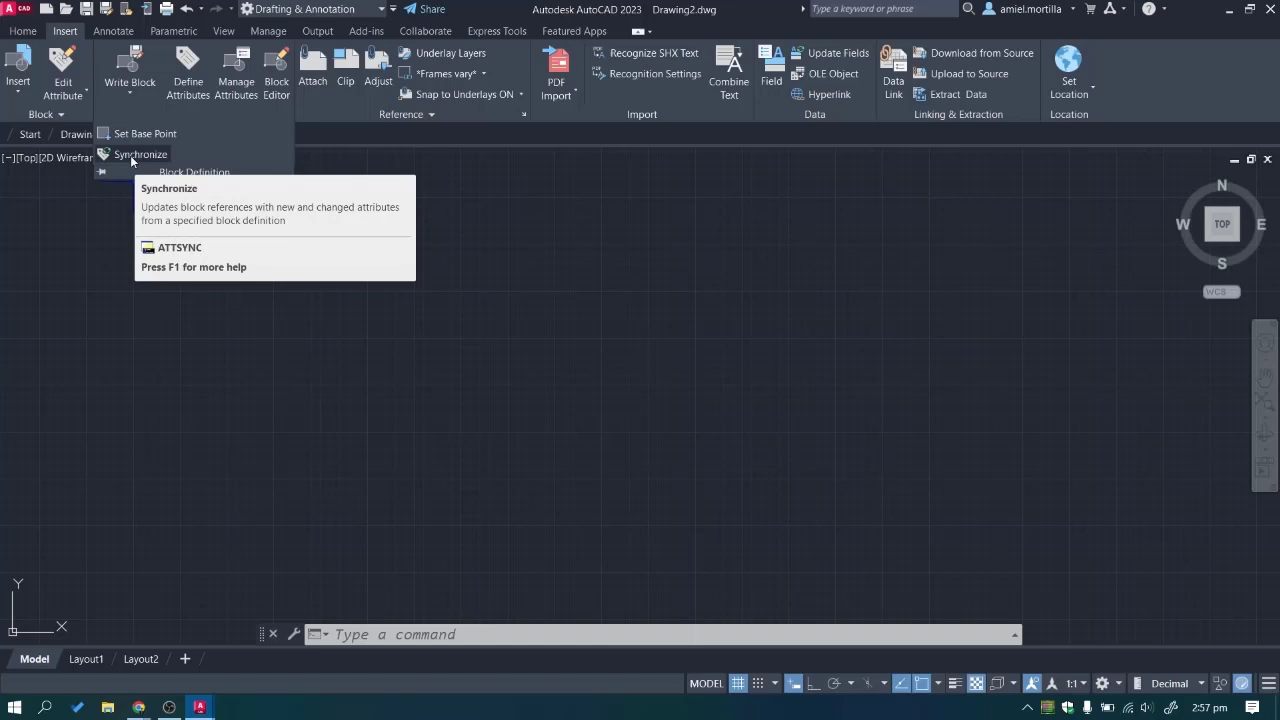 CAD
Drafting & Annotation
Share
Autodesk AutoCAD 2023 Drawing2.dwg
Type a keyword or phrase
amiel.mortilla
Home Insert Annotate Parametric View Manage Output Add-ins Collaborate Express Tools Featured Apps
Insert
Edit
Attribute
Write Block
Define
Attributes
Manage
Attributes
Block
Editor
Attach
Clip
Adjust
Underlay Layers
*Frames vary*
Snap to Underlays ON
PDF
Import
Recognize SHX Text
Recognition Settings
Combine
Text
Field
Update Fields
OLE Object
Hyperlink
Data
Link
Download from Source
Upload to Source
Extract Data
Set
Location
Block
Reference
Import
Data
Linking & Extraction
Location
Start
Drawin
Set Base Point
Synchronize
Block Definition
[−][Top][2D Wirefram
Synchronize
Updates block references with new and changed attributes
from a specified block definition
ATTSYNC
Press F1 for more help
N
W
TOP
E
S
WCS
Y
X
Type a command
Model
Layout1
Layout2
MODEL
1:1
Decimal
2:57 pm